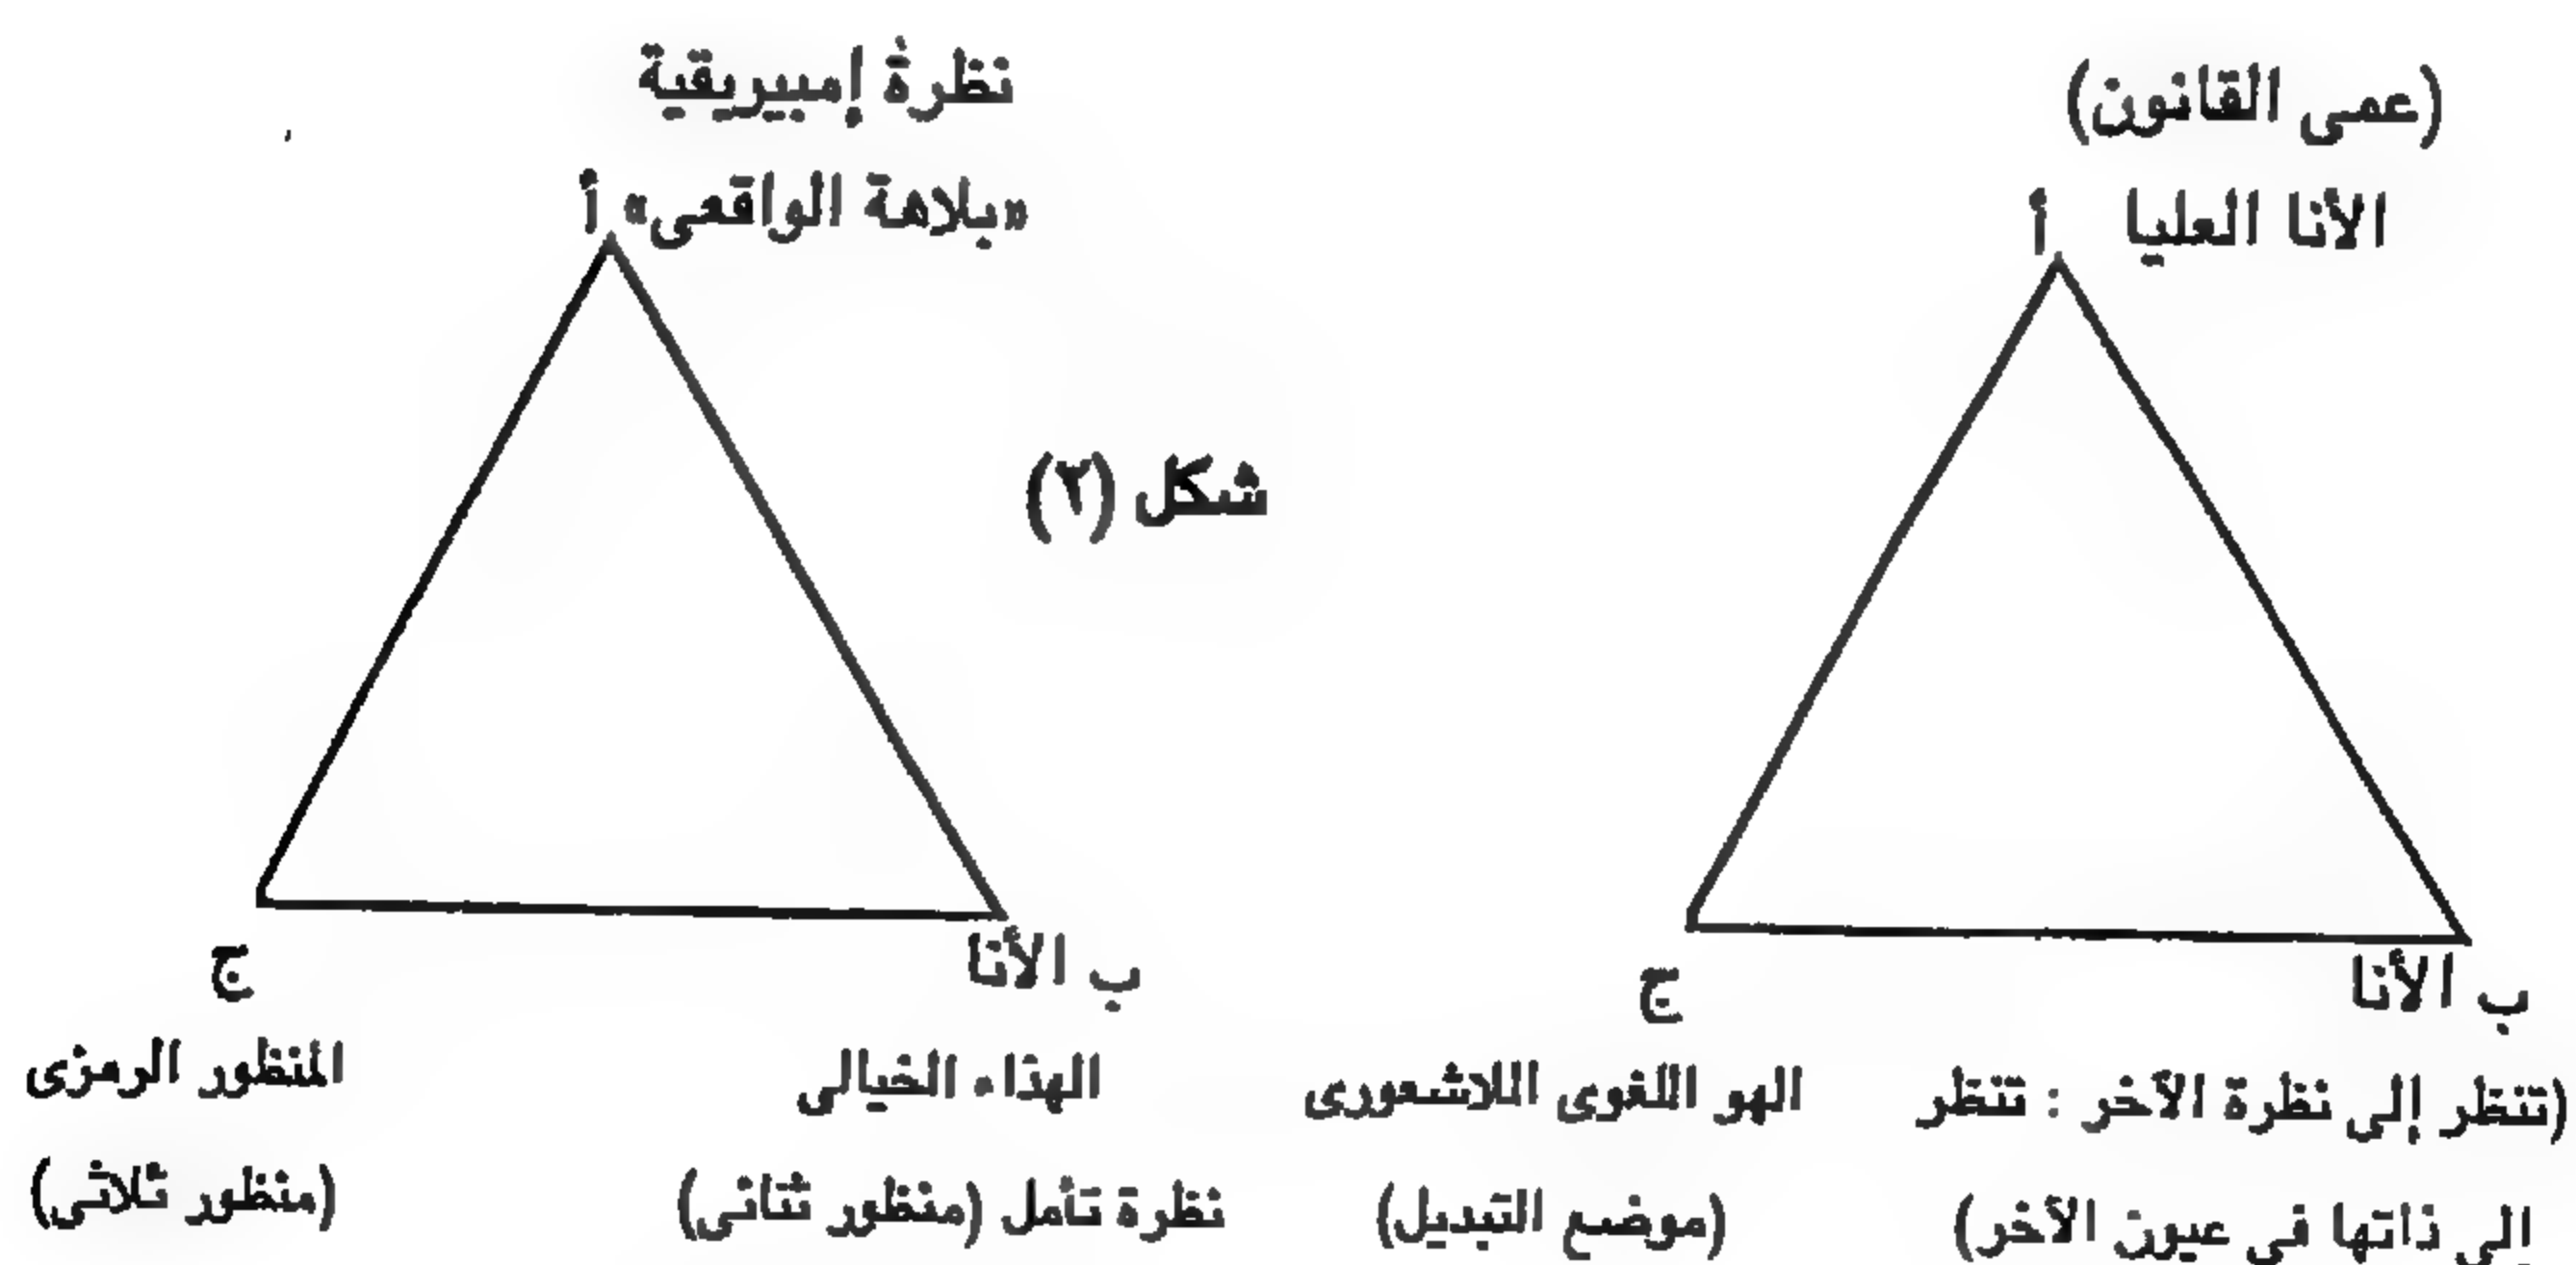 (عمى القانون)
الأنا العليا أ
ب الأنا
(تنظر إلى نظرة الآخر : تنظر
إلى ذاتها فى عيون الآخر)
ج
الهو اللغوى اللاشعورى
(موضع التبديل)
شكل (٢)
نظرة إمبيريقية
«بلاهة الواقعى» أ
ب الأنا
الهذاء الخيالى
نظرة تأمل (منظور ثنائى)
ج
المنظور الرمزى
(منظور ثلاثى)